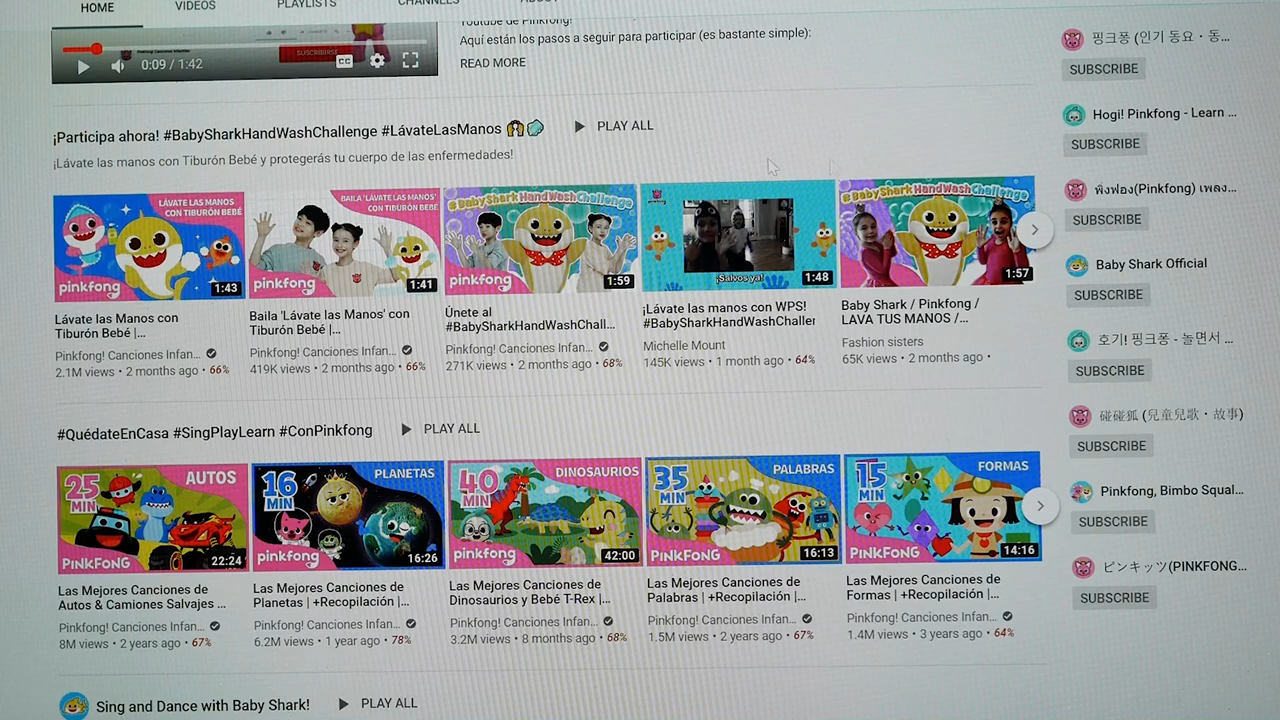 HOME
VIDEOS
PLAYLISTS
CHANNELS
ABOUT
Youtube de Pinkfong!
Aquí están los pasos a seguir para participar (es bastante simple):
READ MORE
0:09 / 1:42
CC
¡Participa ahora! #BabySharkHandWashChallenge #LávateLasManos
PLAY ALL
¡Lávate las manos con Tiburón Bebé y protegerás tu cuerpo de las enfermedades!
LÁVATE LAS MANOS
CON TIBURÓN BEBÉ
pinkfong
1:43
BAILA 'LÁVATE LAS MANOS'
CON TIBURÓN BEBÉ
pinkfong
1:41
#BabyShark HandWashChallenge
pinkfong
1:59
¡Salvos ya!
1:48
#BabyShark HandWashChallenge
1:57
Lávate las Manos con
Tiburón Bebé |...
Pinkfong! Canciones Infan...
2.1M views • 2 months ago • 66%
Baila 'Lávate las Manos' con
Tiburón Bebé |...
Pinkfong! Canciones Infan...
419K views • 2 months ago • 66%
Únete al
#BabySharkHandWashChall...
Pinkfong! Canciones Infan...
271K views • 2 months ago • 68%
¡Lávate las manos con WPS!
#BabySharkHandWashChaller
Michelle Mount
145K views • 1 month ago • 64%
Baby Shark / Pinkfong /
LAVA TUS MANOS /...
Fashion sisters
65K views • 2 months ago •
#QuédateEnCasa #SingPlayLearn #ConPinkfong
PLAY ALL
25
MIN
AUTOS
PINKFONG
22:24
16
MIN
PLANETAS
pinkfong
16:26
40
MIN
DINOSAURIOS
pinkfong
42:00
35
MIN
PALABRAS
PINKFONG
16:13
15
MIN
FORMAS
PINKFONG
14:16
Las Mejores Canciones de
Autos & Camiones Salvajes ...
Pinkfong! Canciones Infan...
8M views • 2 years ago • 67%
Las Mejores Canciones de
Planetas | +Recopilación |...
Pinkfong! Canciones Infan...
6.2M views • 1 year ago • 78%
Las Mejores Canciones de
Dinosaurios y Bebé T-Rex |...
Pinkfong! Canciones Infan...
3.2M views • 8 months ago • 68%
Las Mejores Canciones de
Palabras | +Recopilación |...
Pinkfong! Canciones Infan...
1.5M views • 2 years ago • 67%
Las Mejores Canciones de
Formas | +Recopilación |...
Pinkfong! Canciones Infan...
1.4M views • 3 years ago • 64%
Sing and Dance with Baby Shark!
PLAY ALL
핑크퐁 (인기 동요 · 동...
SUBSCRIBE
Hogi! Pinkfong - Learn ...
SUBSCRIBE
พิงฟอง(Pinkfong) เพลง...
SUBSCRIBE
Baby Shark Official
SUBSCRIBE
호기! 핑크퐁 - 놀면서 ...
SUBSCRIBE
碰碰狐 (兒童兒歌・故事)
SUBSCRIBE
Pinkfong, Bimbo Squal...
SUBSCRIBE
ピンキッツ(PINKFONG...
SUBSCRIBE